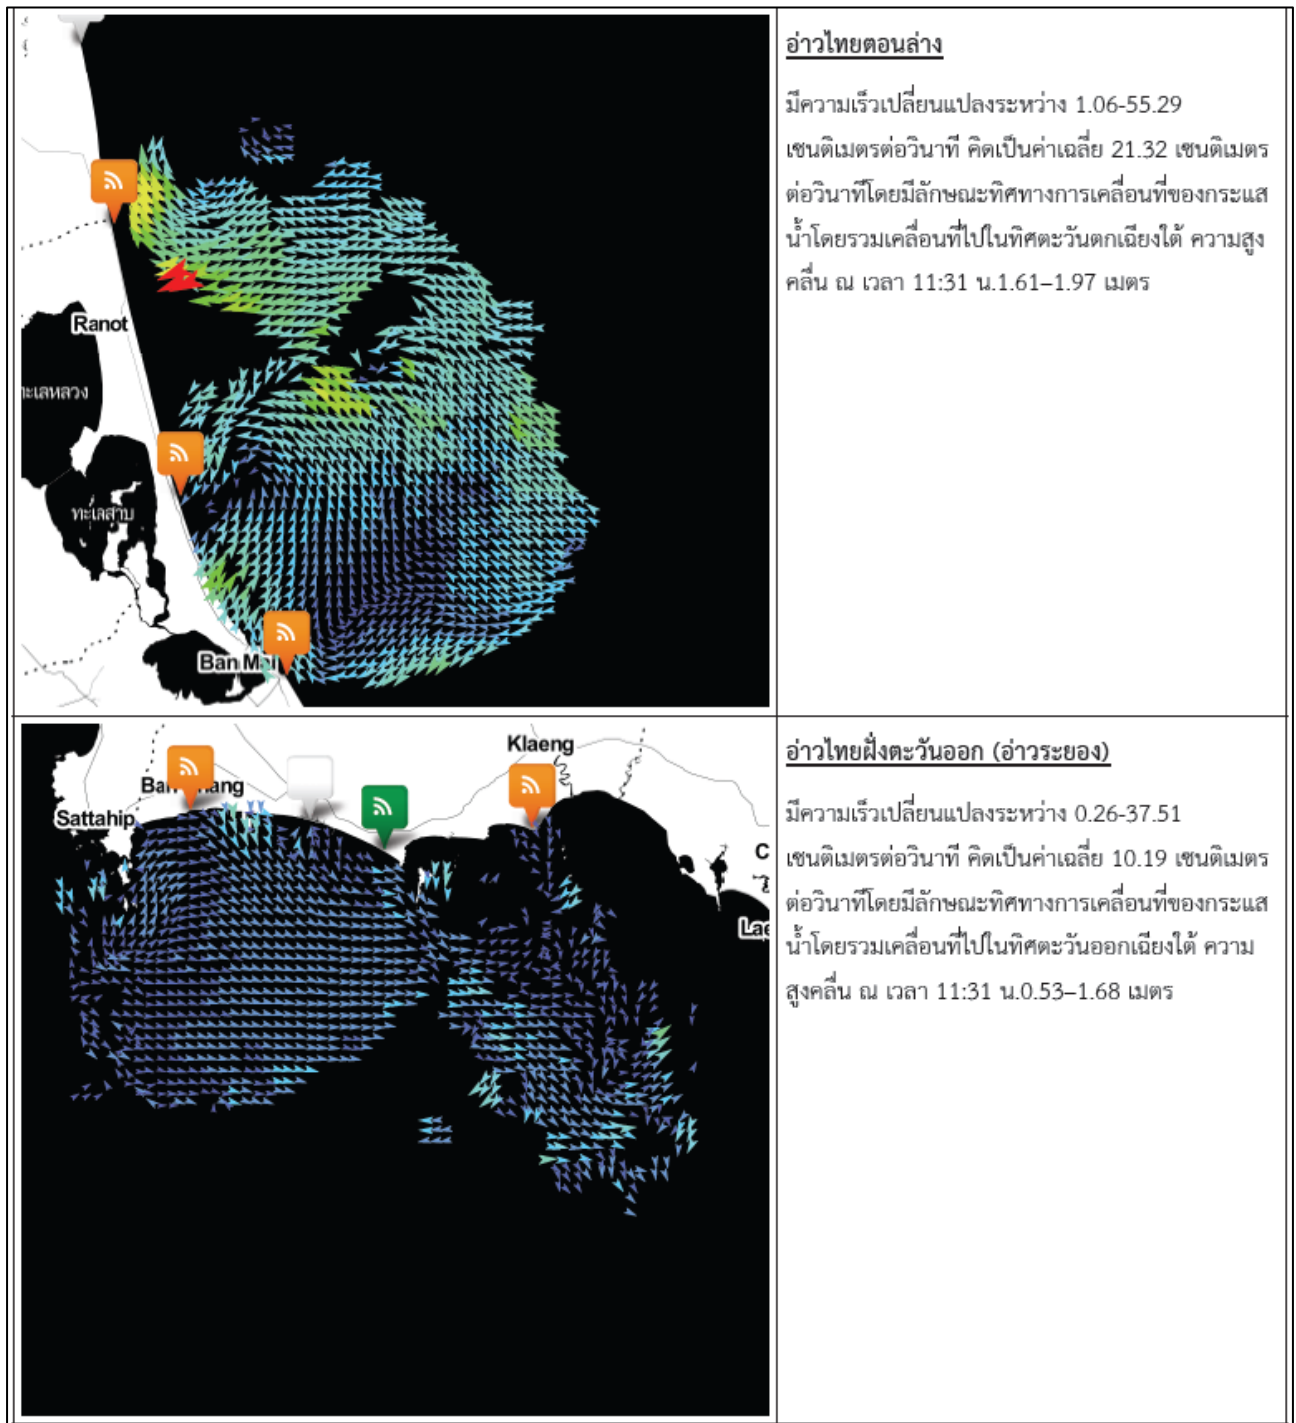 Ranot
ทะเลหลวง
ทะเลสาบ
Ban Mai
อ่าวไทยตอนล่าง
มีความเร็วเปลี่ยนแปลงระหว่าง 1.06-55.29
เซนติเมตรต่อวินาที คิดเป็นค่าเฉลี่ย 21.32 เซนติเมตร
ต่อวินาทีโดยมีลักษณะทิศทางการเคลื่อนที่ของกระแส
น้ำโดยรวมเคลื่อนที่ไปในทิศตะวันตกเฉียงใต้ ความสูง
คลื่น ณ เวลา 11:31 น.1.61–1.97 เมตร
Klaeng
Sattahip
อ่าวไทยฝั่งตะวันออก (อ่าวระยอง)
มีความเร็วเปลี่ยนแปลงระหว่าง 0.26-37.51
เซนติเมตรต่อวินาที คิดเป็นค่าเฉลี่ย 10.19 เซนติเมตร
ต่อวินาทีโดยมีลักษณะทิศทางการเคลื่อนที่ของกระแส
น้ำโดยรวมเคลื่อนที่ไปในทิศตะวันออกเฉียงใต้ ความ
สูงคลื่น ณ เวลา 11:31 น.0.53–1.68 เมตร